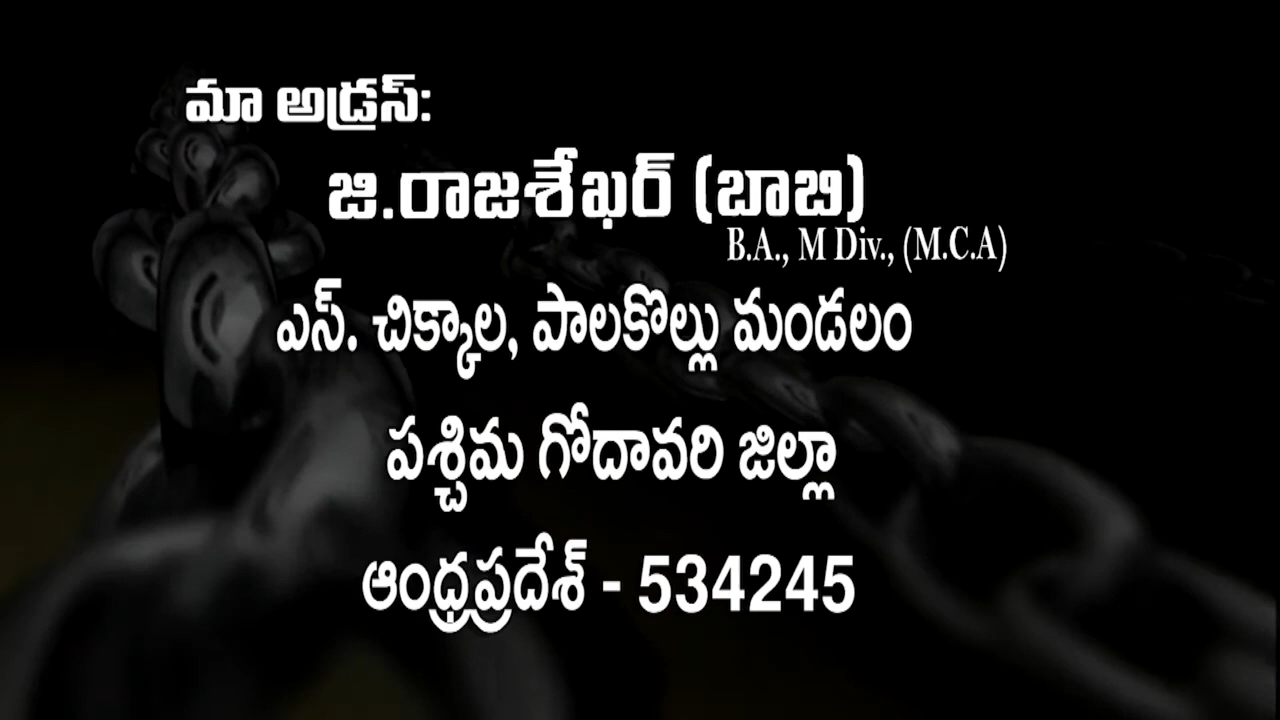 మా అడ్రస్:
జి.రాజశేఖర్ (బాబి)
B.A., M Div., (M.C.A)
ఎస్. చిక్కాల, పాలకొల్లు మండలం
పశ్చిమ గోదావరి జిల్లా
ఆంధ్రప్రదేశ్ - 534245